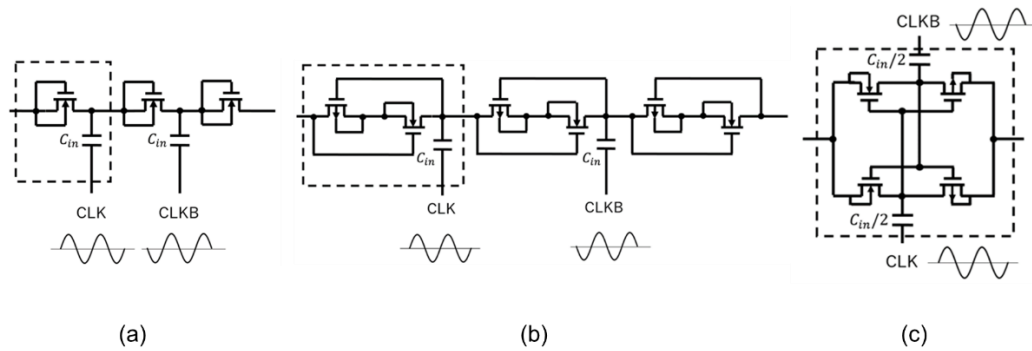 C_in
C_in
CLK
CLKB
(a)
C_in
C_in
CLK
CLKB
(b)
CLKB
C_in/2
C_in/2
CLK
(c)